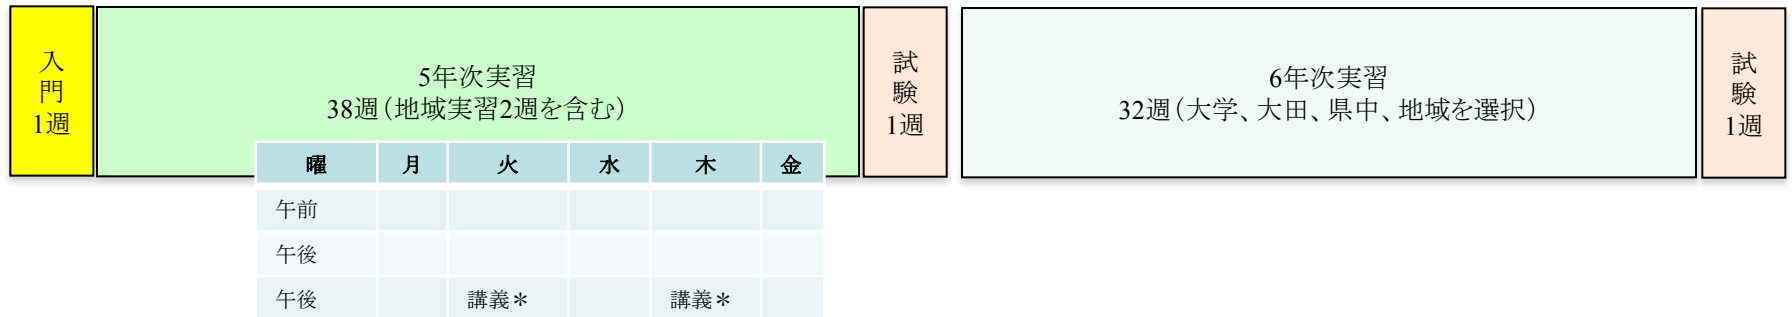 入門1週
5年次実習
38週（地域実習2週を含む）
試験1週
6年次実習
32週（大学、大田、県中、地域を選択）
試験1週
曜 月 火 水 木 金
午前
午後
午後 講義＊ 講義＊